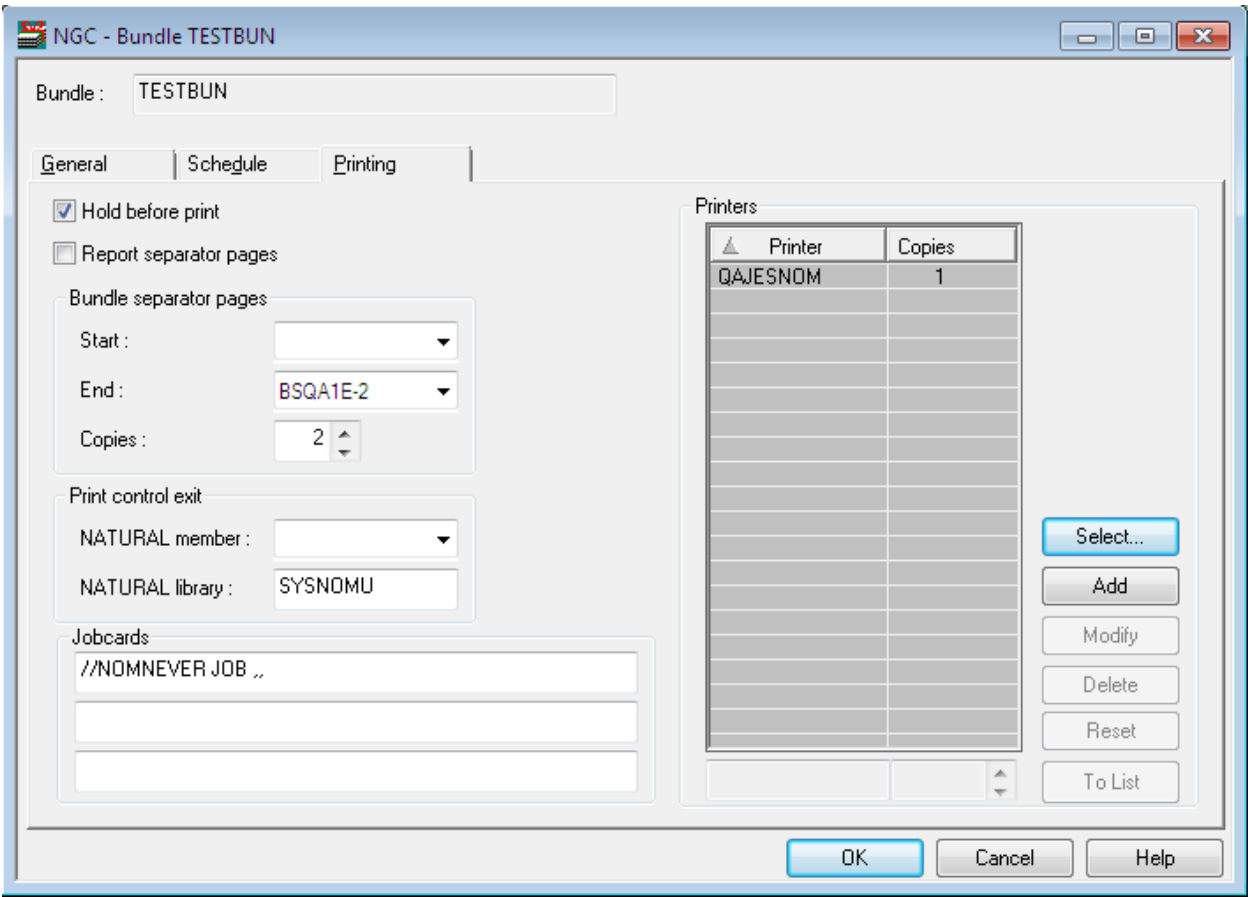 NGC - Bundle TESTBUN
Bundle : TESTBUN
General Schedule Printing
Hold before print
Report separator pages
Bundle separator pages
Start :
End : BSQA1E-2
Copies : 2
Print control exit
NATURAL member :
NATURAL library : SYSNOMU
Jobcards
//NOMNEVER JOB ,,
Printers
Printer Copies
QAJESNOM 1
Select...
Add
Modify
Delete
Reset
To List
OK Cancel Help